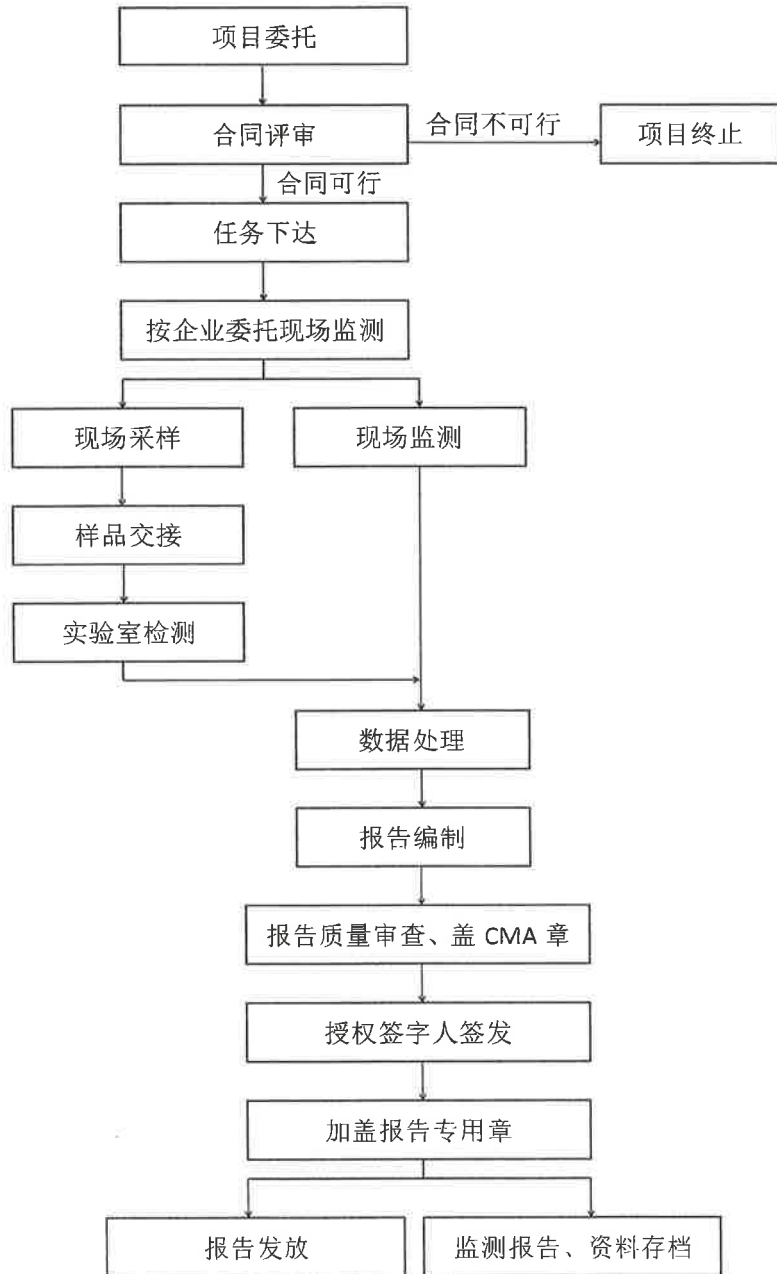 项目委托
合同评审
合同不可行
项目终止
合同可行
任务下达
按企业委托现场监测
现场采样
现场监测
样品交接
实验室检测
数据处理
报告编制
报告质量审查、盖 CMA 章
授权签字人签发
加盖报告专用章
报告发放
监测报告、资料存档